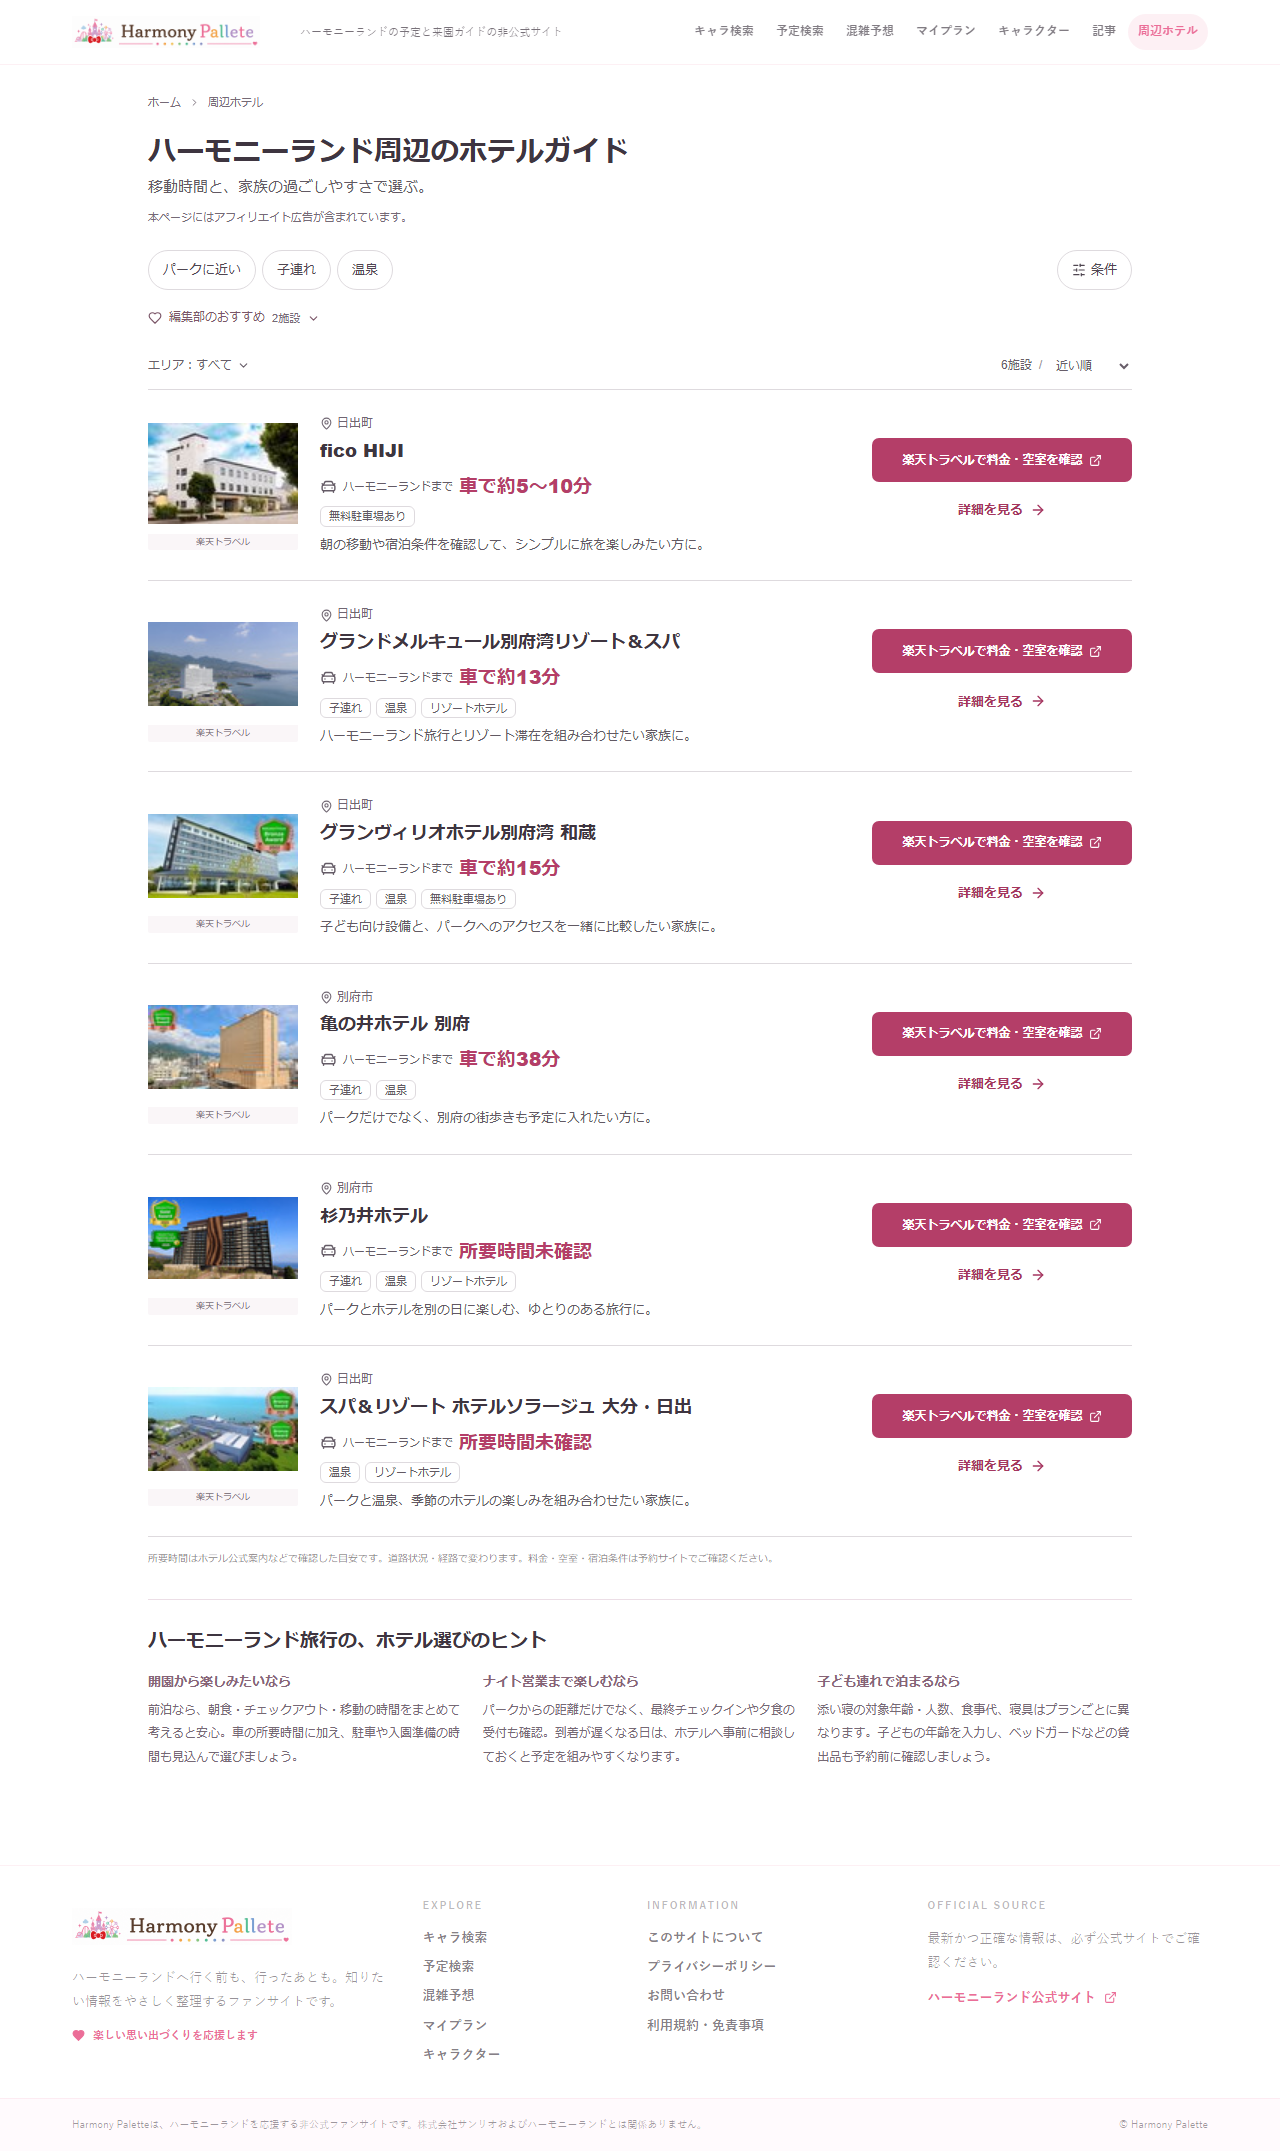 Harmony Pallete
ハーモニーランドの予定と来園ガイドの非公式サイト
キャラ検索 予定検索 混雑予想 マイプラン キャラクター 記事 周辺ホテル
ホーム > 周辺ホテル
ハーモニーランド周辺のホテルガイド
移動時間と、家族の過ごしやすさで選ぶ。
本ページにはアフィリエイト広告が含まれています。
パークに近い 子連れ 温泉 条件
編集部のおすすめ 2施設
エリア：すべて 6施設 / 近い順
日出町
fico HIJI
ハーモニーランドまで 車で約5〜10分
無料駐車場あり
朝の移動や宿泊条件を確認して、シンプルに旅を楽しみたい方に。
楽天トラベル
楽天トラベルで料金・空室を確認
詳細を見る →
日出町
グランドメルキュール別府湾リゾート＆スパ
ハーモニーランドまで 車で約13分
子連れ 温泉 リゾートホテル
ハーモニーランド旅行とリゾート滞在を組み合わせたい家族に。
楽天トラベル
楽天トラベルで料金・空室を確認
詳細を見る →
日出町
グランヴィリオホテル別府湾 和蔵
ハーモニーランドまで 車で約15分
子連れ 温泉 無料駐車場あり
子ども向け設備と、パークへのアクセスを一緒に比較したい家族に。
楽天トラベル
楽天トラベルで料金・空室を確認
詳細を見る →
別府市
亀の井ホテル 別府
ハーモニーランドまで 車で約38分
子連れ 温泉
パークだけでなく、別府の街歩きも予定に入れたい方に。
楽天トラベル
楽天トラベルで料金・空室を確認
詳細を見る →
別府市
杉乃井ホテル
ハーモニーランドまで 所要時間未確認
子連れ 温泉 リゾートホテル
パークとホテルを別の日に楽しむ、ゆとりのある旅行に。
楽天トラベル
楽天トラベルで料金・空室を確認
詳細を見る →
日出町
スパ＆リゾート ホテルソラージュ 大分・日出
ハーモニーランドまで 所要時間未確認
温泉 リゾートホテル
パークと温泉、季節のホテルの楽しみを組み合わせたい家族に。
楽天トラベル
楽天トラベルで料金・空室を確認
詳細を見る →
所要時間はホテル公式案内などで確認した目安です。道路状況・経路で変わります。料金・空室・宿泊条件は予約サイトでご確認ください。
ハーモニーランド旅行の、ホテル選びのヒント
開園から楽しみたいなら
前泊なら、朝食・チェックアウト・移動の時間をまとめて
考えると安心。車の所要時間に加え、駐車や入園準備の時
間も見込んで選びましょう。
ナイト営業まで楽しむなら
パークからの距離だけでなく、最終チェックインや夕食の
受付も確認。到着が遅くなる日は、ホテルへ事前に相談し
ておくと予定を組みやすくなります。
子ども連れで泊まるなら
添い寝の対象年齢・人数、食事代、寝具はプランごとに異
なります。子どもの年齢を入力し、ベッドガードなどの貸
出品も予約前に確認しましょう。
Harmony Pallete
ハーモニーランドへ行く前も、行ったあとも。知りた
い情報をやさしく整理するファンサイトです。
楽しい思い出づくりを応援します
EXPLORE
キャラ検索
予定検索
混雑予想
マイプラン
キャラクター
INFORMATION
このサイトについて
プライバシーポリシー
お問い合わせ
利用規約・免責事項
OFFICIAL SOURCE
最新かつ正確な情報は、必ず公式サイトでご確
認ください。
ハーモニーランド公式サイト
Harmony Paletteは、ハーモニーランドを応援する非公式ファンサイトです。株式会社サンリオおよびハーモニーランドとは関係ありません。
© Harmony Palette